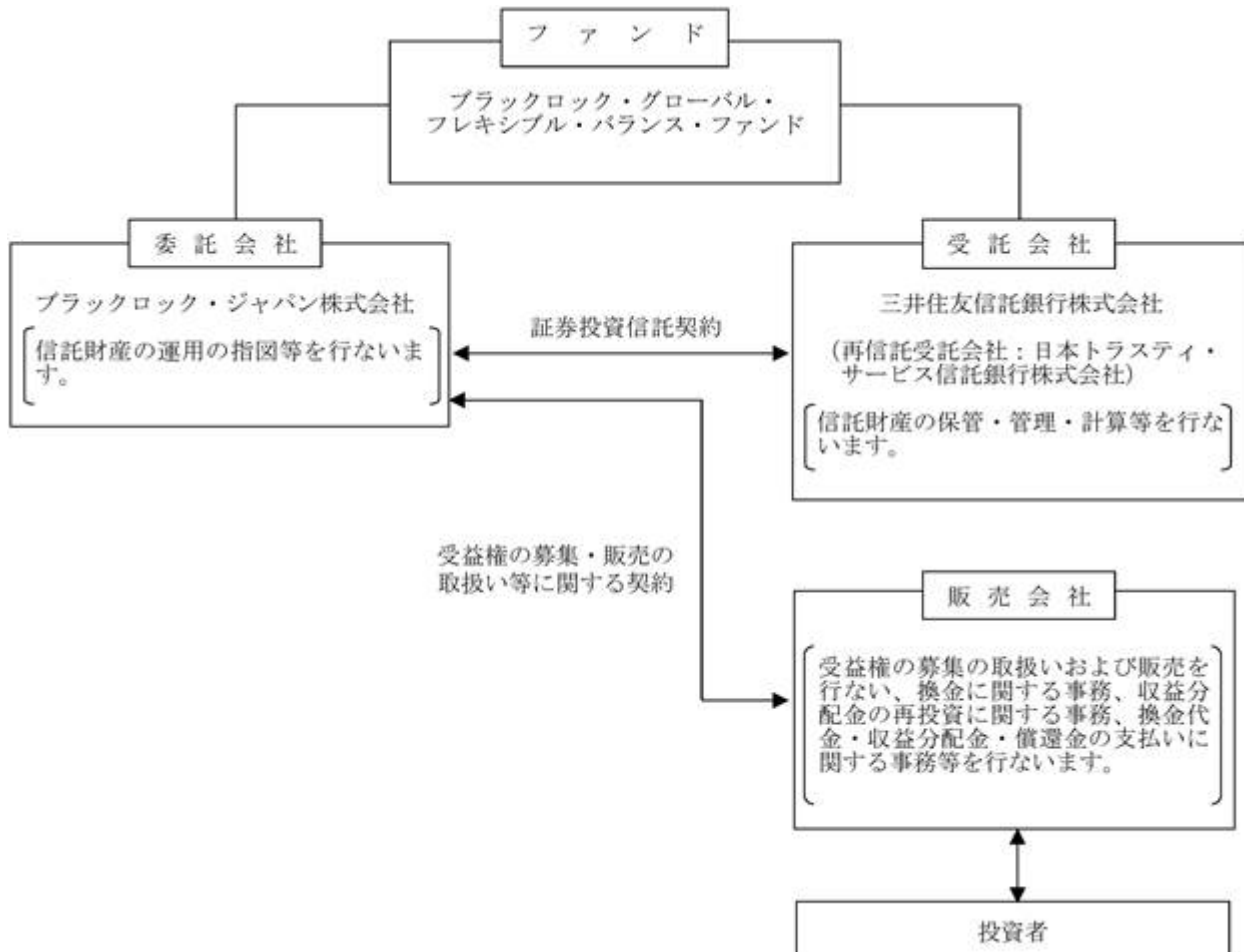 ファンド
ブラックロック・グローバル・
フレキシブル・バランス・ファンド
委託会社
ブラックロック・ジャパン株式会社
信託財産の運用の指図等を行ないま
す。
証券投資信託契約
受託会社
三井住友信託銀行株式会社
(再信託受託会社:日本トラスティ・
サービス信託銀行株式会社)
信託財産の保管・管理・計算等を行な
います。
受益権の募集・販売の
取扱い等に関する契約
販売会社
受益権の募集の取扱いおよび販売を
行ない、換金に関する事務、収益分
配金の再投資に関する事務、換金代
金・収益分配金・償還金の支払いに
関する事務等を行ないます。
投資者